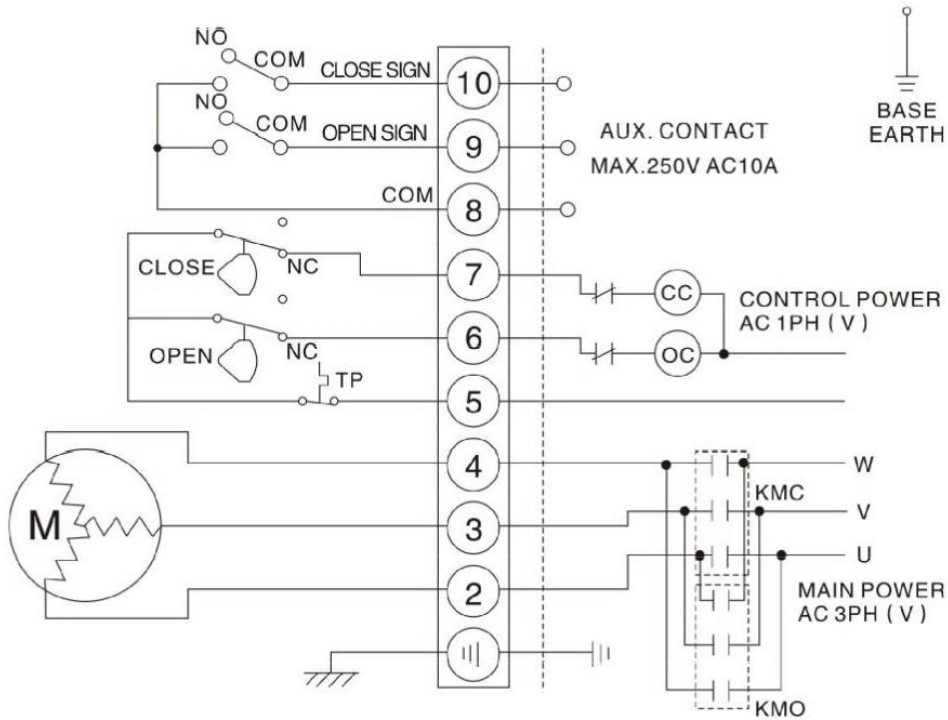 NO
COM
CLOSE SIGN
10
NO
COM
OPEN SIGN
9
AUX. CONTACT
MAX.250V AC10A
BASE
EARTH
COM
8
CLOSE
NC
7
CC
CONTROL POWER
AC 1PH ( V )
OPEN
NC
6
OC
TP
5
4
W
KMC
M
3
V
U
2
MAIN POWER
AC 3PH ( V )
KMO